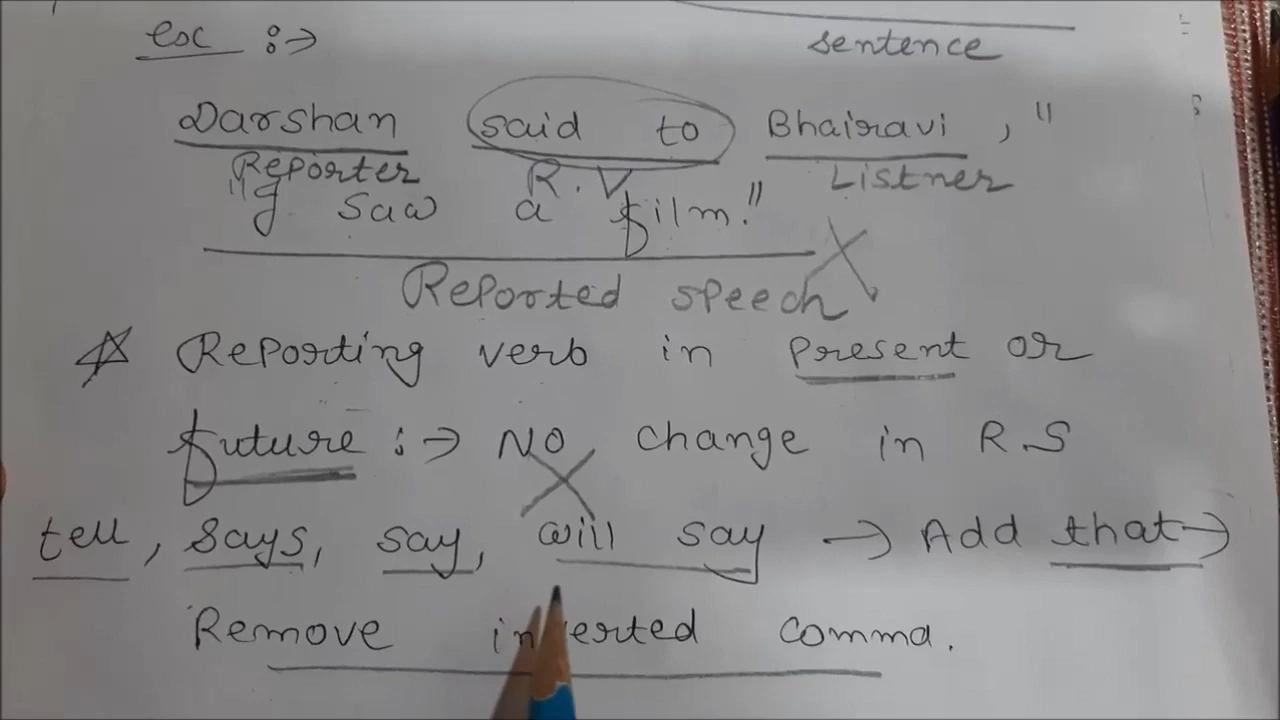 esc :→
sentence
Darshan said to Bhairavi , "
Reporter R.V Listner
"I saw a film."
Reported speech
☆ Reporting verb in present or
future :→ NO change in R S
tell, says, say, will say → Add that →
Remove inverted comma.